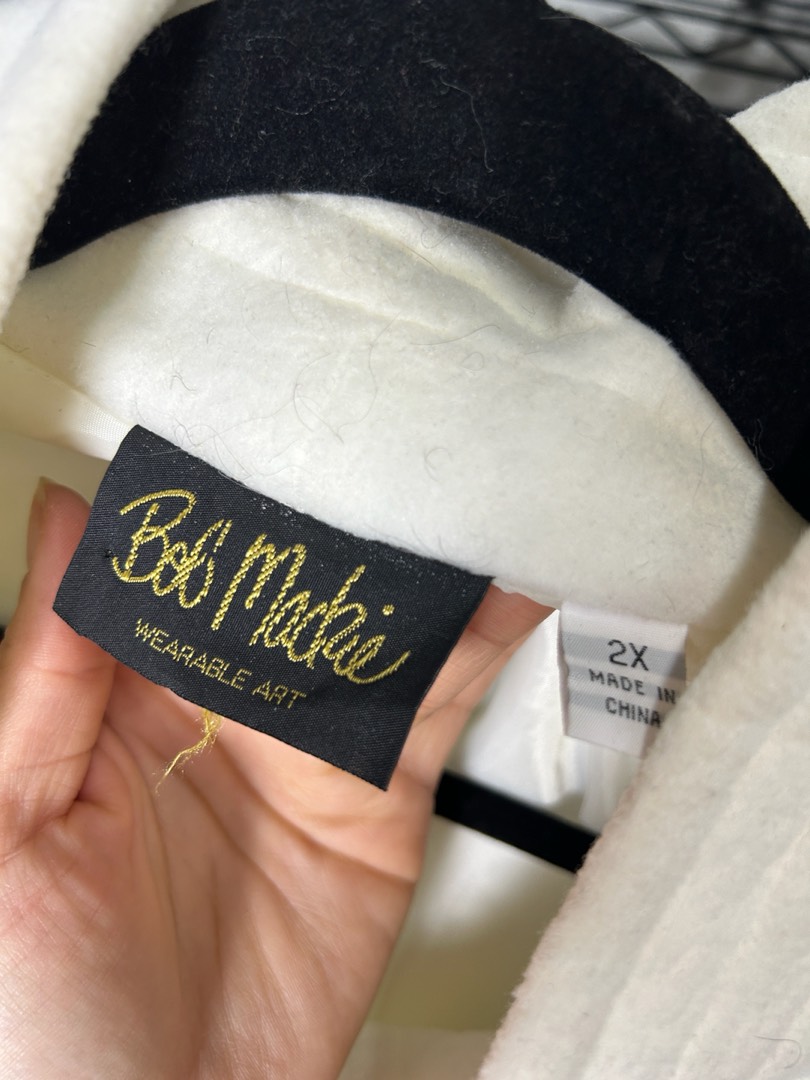 Bob Mackie
WEARABLE ART
2X
MADE IN
CHINA